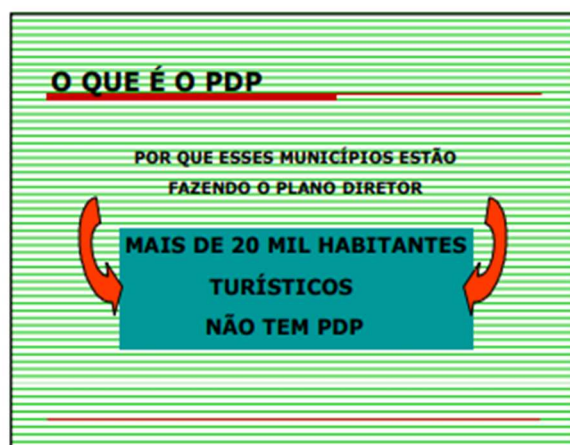 O QUE É O PDP
POR QUE ESSES MUNICÍPIOS ESTÃO
FAZENDO O PLANO DIRETOR
MAIS DE 20 MIL HABITANTES
TURÍSTICOS
NÃO TEM PDP